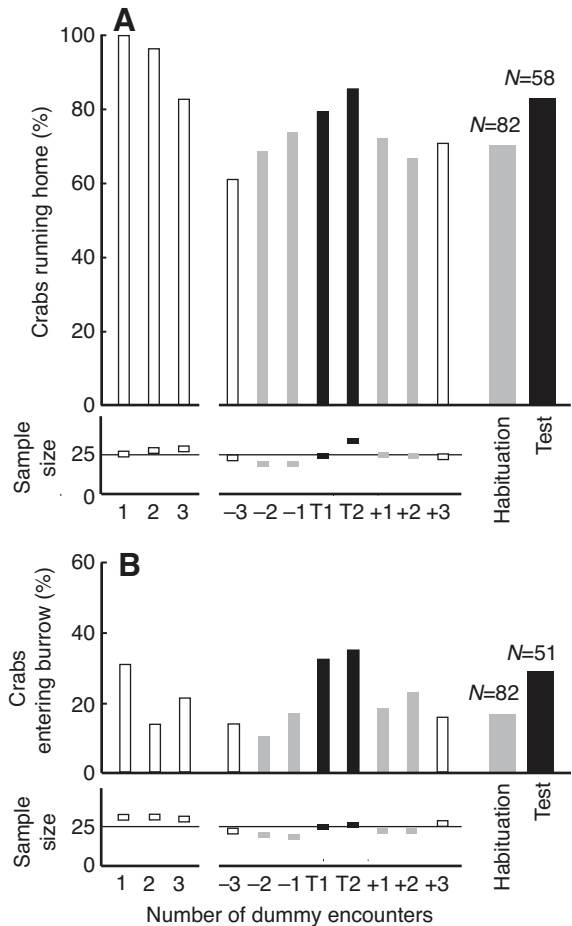 A
100
80
60
40
20
0
Crabs running home (%)
N=82
N=58
Sample
size
25
0
1 2 3 –3 –2 –1 T1 T2 +1 +2 +3
Habituation
Test
B
60
40
20
0
Crabs
entering burrow (%)
N=82
N=51
Sample
size
25
0
1 2 3 –3 –2 –1 T1 T2 +1 +2 +3
Habituation
Test
Number of dummy encounters